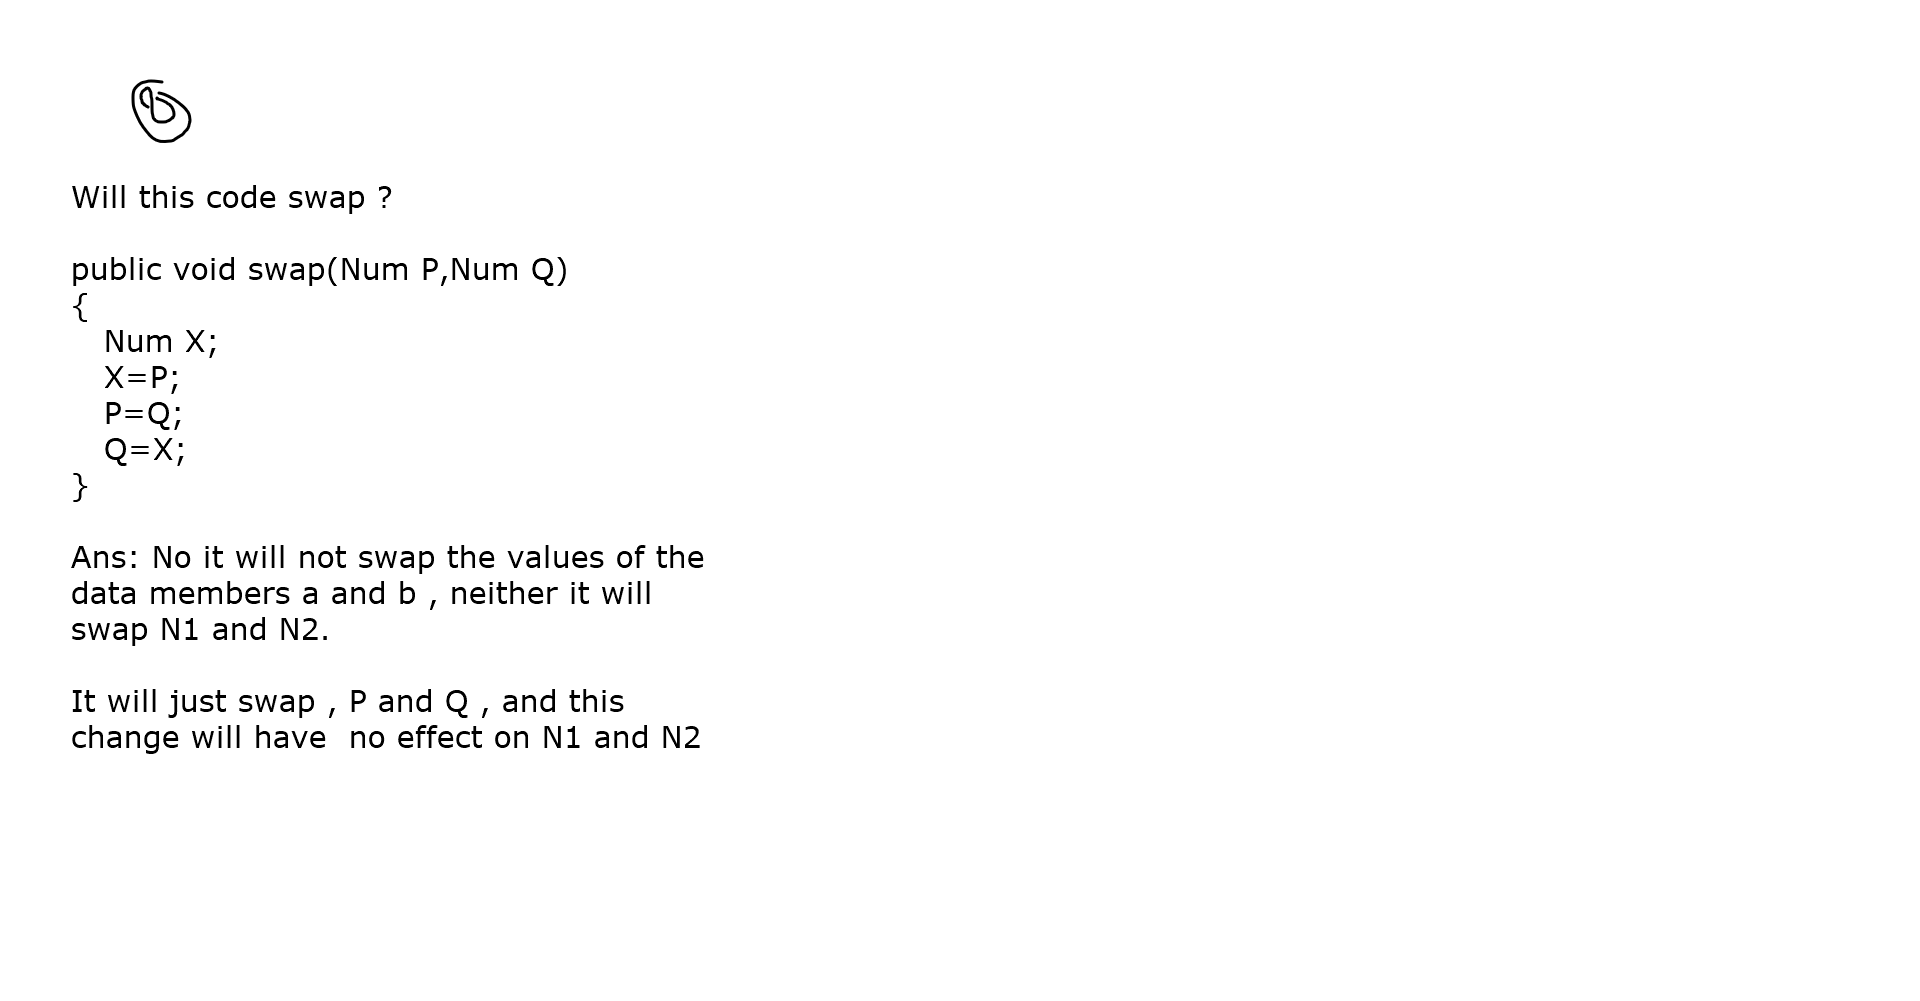 Will this code swap ?
public void swap(Num P,Num Q)
{
Num X;
X=P;
P=Q;
Q=X;
}
Ans: No it will not swap the values of the
data members a and b , neither it will
swap N1 and N2.
It will just swap , P and Q , and this
change will have  no effect on N1 and N2